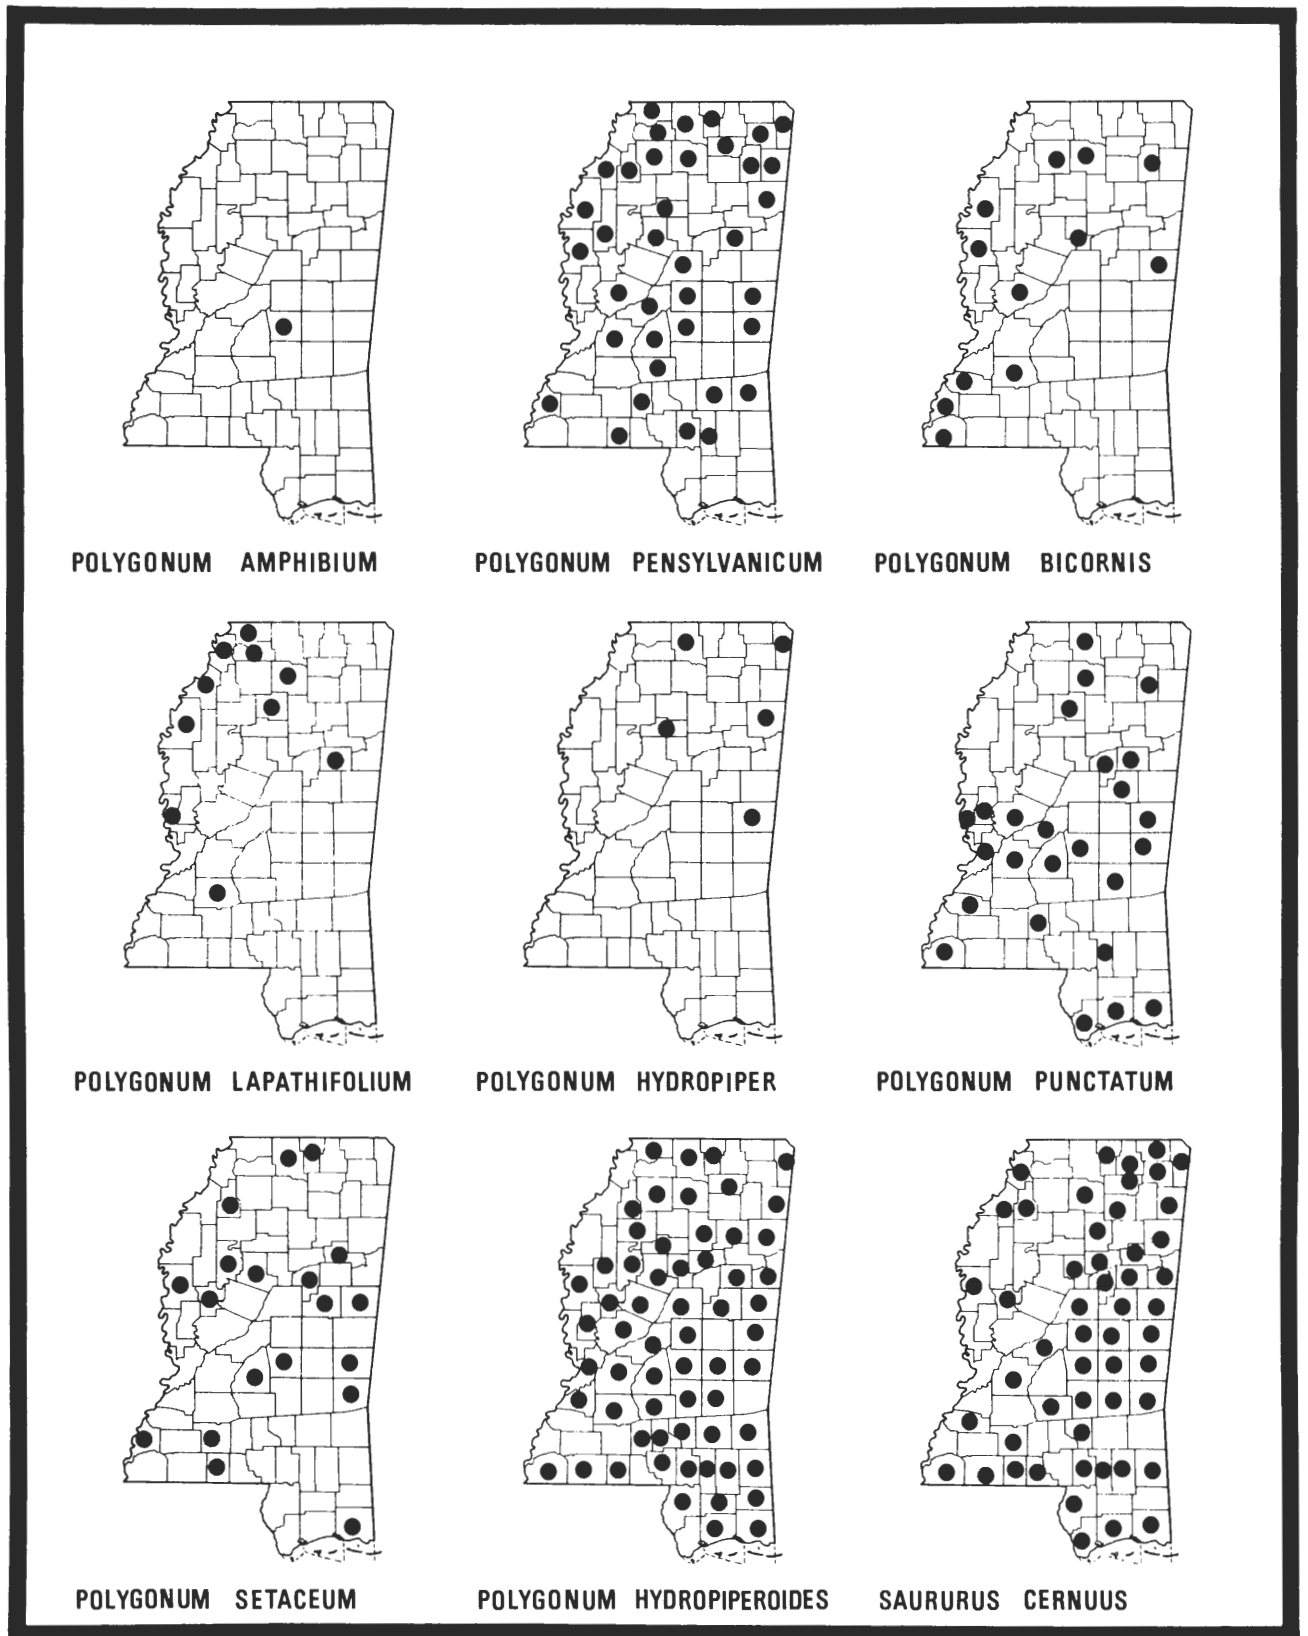 POLYGONUM AMPHIBIUM POLYGONUM PENSYLVANICUM POLYGONUM BICORNIS
POLYGONUM LAPATHIFOLIUM POLYGONUM HYDROPIPER POLYGONUM PUNCTATUM
POLYGONUM SETACEUM POLYGONUM HYDROPIPEROIDES SAURURUS CERNUUS